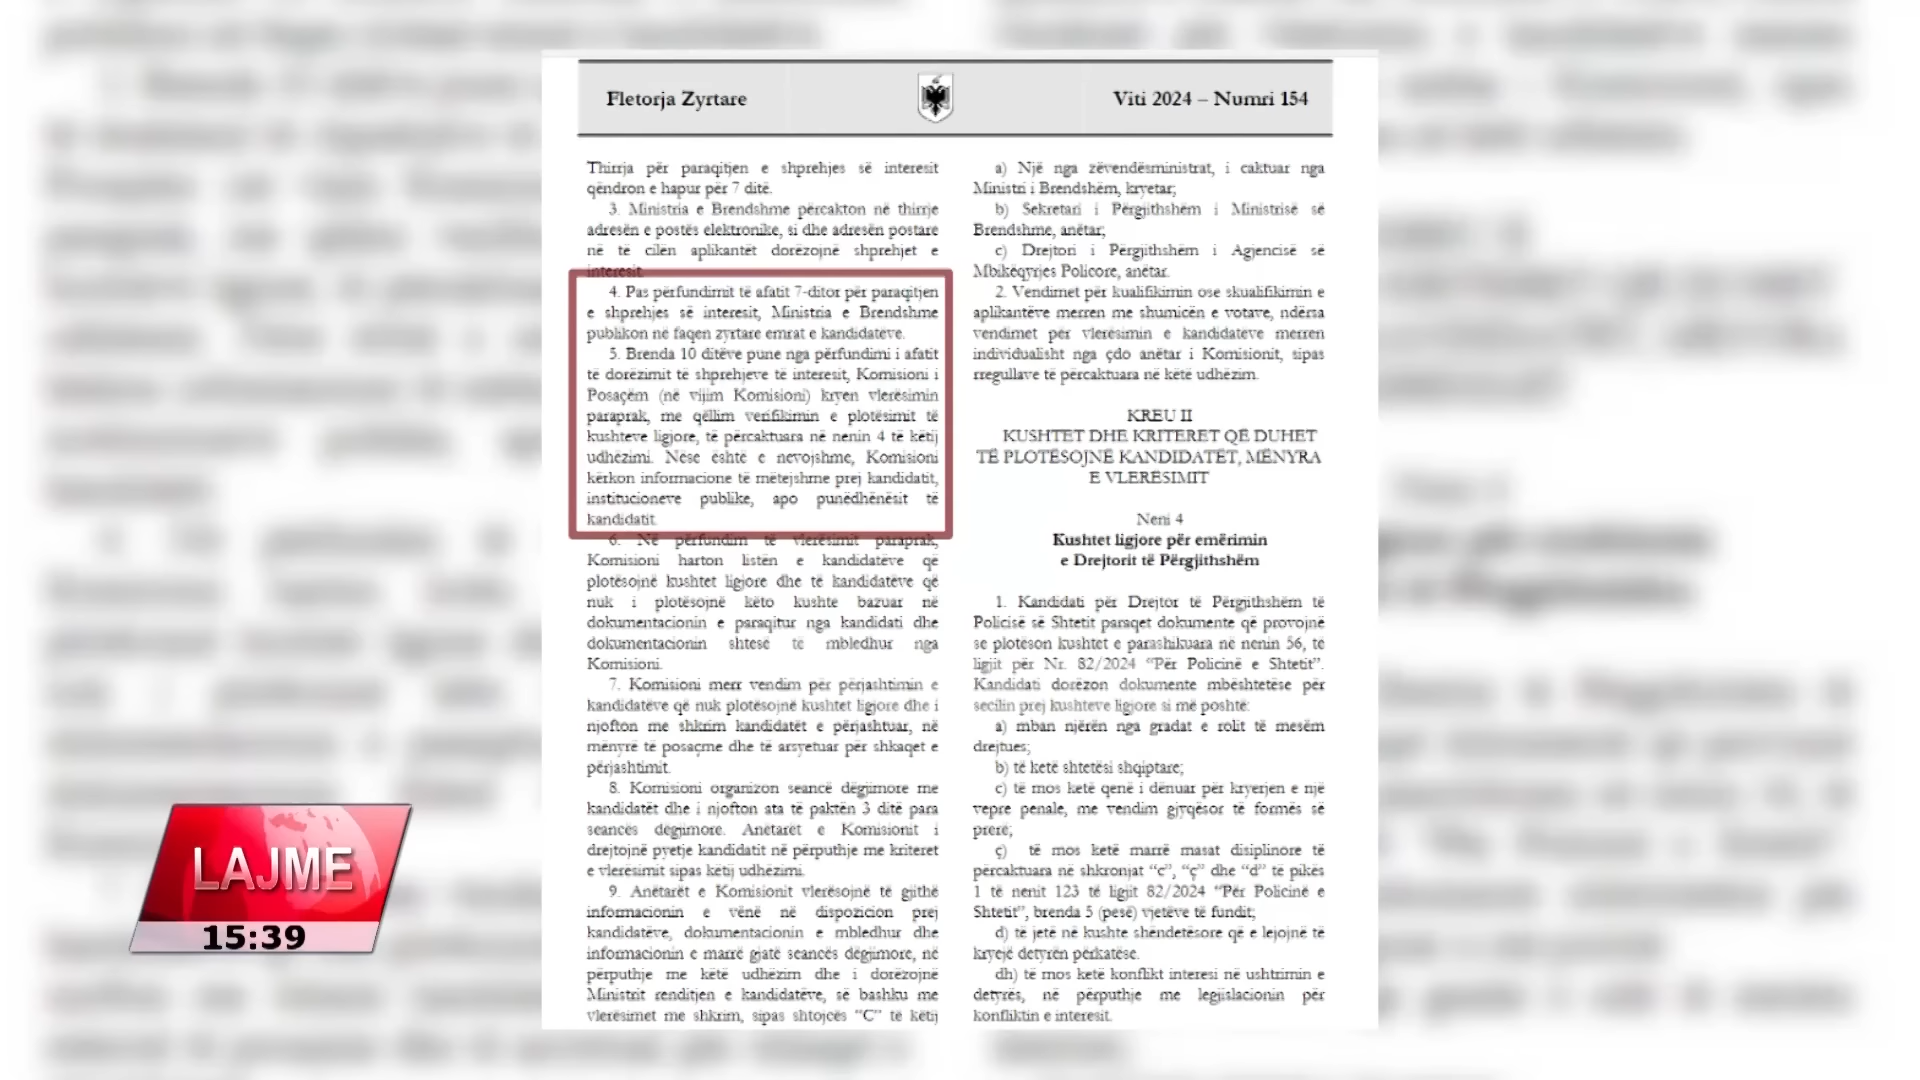 Fletorja Zyrtare
Viti 2024 – Numri 154
Thirrja për paraqitjen e shprehjes së interesit
qëndron e hapur për 7 ditë.
3. Ministria e Brendshme përcakton në thirrje
adresën e postës elektronike, si dhe adresën postare
në të cilën aplikantët dorëzojnë shprehjet e
interesit.
4. Pas përfundimit të afatit 7-ditor për paraqitjen
e shprehjes së interesit, Ministria e Brendshme
publikon në faqen zyrtare emrat e kandidatëve.
5. Brenda 10 ditëve pune nga përfundimi i afatit
të dorëzimit të shprehjeve të interesit, Komisioni i
Posaçëm (në vijim Komisioni) kryen vlerësimin
paraprak, me qëllim verifikimin e plotësimit të
kushteve ligjore, të përcaktuara në nenin 4 të këtij
udhëzimi. Nëse është e nevojshme, Komisioni
kërkon informacione të mëtejshme prej kandidatit,
institucioneve publike, apo punëdhënësit të
kandidatit.
6. Në përfundim të vlerësimit paraprak,
Komisioni harton listën e kandidatëve që
plotësojnë kushtet ligjore dhe të kandidatëve që
nuk i plotësojnë këto kushte bazuar në
dokumentacionin e paraqitur nga kandidati dhe
dokumentacionin shtesë të mbledhur nga
Komisioni.
7. Komisioni merr vendim për përjashtimin e
kandidatëve që nuk plotësojnë kushtet ligjore dhe i
njofton me shkrim kandidatët e përjashtuar, në
mënyrë të posaçme dhe të arsyetuar për shkaqet e
përjashtimit.
8. Komisioni organizon seancë dëgjimore me
kandidatët dhe i njofton ata të paktën 3 ditë para
seancës dëgjimore. Anëtarët e Komisionit i
drejtojnë pyetje kandidatit në përputhje me kriteret
e vlerësimit sipas këtij udhëzimi.
9. Anëtarët e Komisionit vlerësojnë të gjithë
informacionin e vënë në dispozicion prej
kandidatëve, dokumentacionin e mbledhur dhe
informacionin e marrë gjatë seancës dëgjimore, në
përputhje me këtë udhëzim dhe i dorëzojnë
Ministrit renditjen e kandidatëve, së bashku me
vlerësimet me shkrim, sipas shtojcës “C” të këtij
a) Një nga zëvendësministrat, i caktuar nga
Ministri i Brendshëm, kryetar;
b) Sekretari i Përgjithshëm i Ministrisë së
Brendshme, anëtar;
c) Drejtori i Përgjithshëm i Agjencisë së
Mbikëqyrjes Policore, anëtar.
2. Vendimet për kualifikimin ose skualifikimin e
aplikantëve merren me shumicën e votave, ndërsa
vendimet për vlerësimin e kandidatëve merren
individualisht nga çdo anëtar i Komisionit, sipas
rregullave të përcaktuara në këtë udhëzim.
KREU II
KUSHTET DHE KRITERET QË DUHET
TË PLOTËSOJNË KANDIDATËT, MËNYRA
E VLERËSIMIT
Neni 4
Kushtet ligjore për emërimin
e Drejtorit të Përgjithshëm
1. Kandidati për Drejtor të Përgjithshëm të
Policisë së Shtetit paraqet dokumente që provojnë
se plotëson kushtet e parashikuara në nenin 56, të
ligjit për Nr. 82/2024 “Për Policinë e Shtetit”.
Kandidati dorëzon dokumente mbështetëse për
secilin prej kushteve ligjore si më poshtë:
a) mban njërën nga gradat e rolit të mesëm
drejtues;
b) të ketë shtetësi shqiptare;
c) të mos ketë qenë i dënuar për kryerjen e një
vepre penale, me vendim gjyqësor të formës së
prerë;
ç) të mos ketë marrë masat disiplinore të
përcaktuara në shkronjat “c”, “ç” dhe “d” të pikës
1 të nenit 123 të ligjit 82/2024 “Për Policinë e
Shtetit”, brenda 5 (pesë) vjetëve të fundit;
d) të jetë në kushte shëndetësore që e lejojnë të
kryejë detyrën përkatëse.
dh) të mos ketë konflikt interesi në ushtrimin e
detyrës, në përputhje me legjislacionin për
konfliktin e interesit.
LAJME
15:39